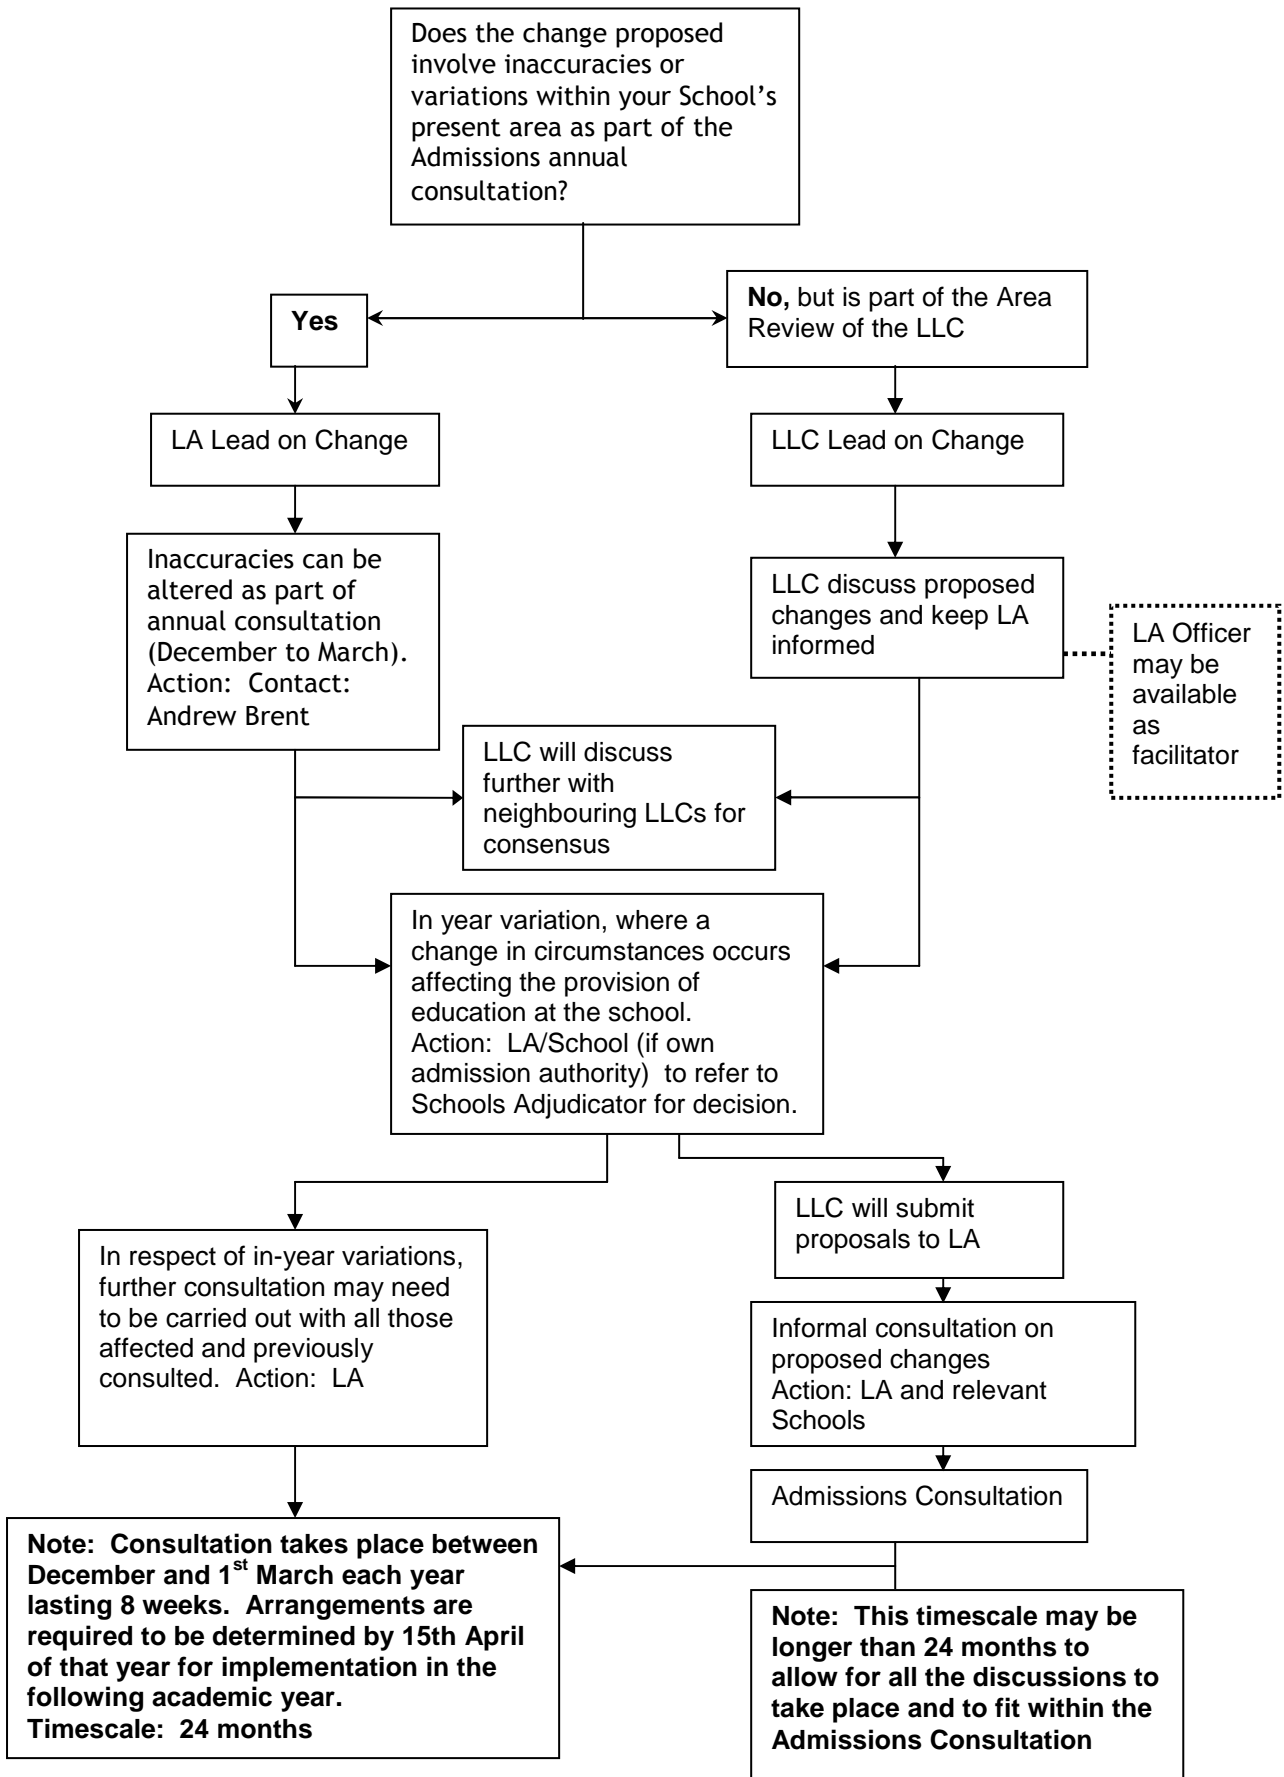 Does the change proposed
involve inaccuracies or
variations within your School's
present area as part of the
Admissions annual
consultation?
Yes
No, but is part of the Area
Review of the LLC
LA Lead on Change
LLC Lead on Change
Inaccuracies can be
altered as part of
annual consultation
(December to March).
Action:  Contact:
Andrew Brent
LLC discuss proposed
changes and keep LA
informed
LA Officer
may be
available
as
facilitator
LLC will discuss
further with
neighbouring LLCs for
consensus
In year variation, where a
change in circumstances occurs
affecting the provision of
education at the school.
Action:  LA/School (if own
admission authority)  to refer to
Schools Adjudicator for decision.
In respect of in-year variations,
further consultation may need
to be carried out with all those
affected and previously
consulted.  Action:  LA
LLC will submit
proposals to LA
Informal consultation on
proposed changes
Action: LA and relevant
Schools
Admissions Consultation
Note:  Consultation takes place between
December and 1st March each year
lasting 8 weeks.  Arrangements are
required to be determined by 15th April
of that year for implementation in the
following academic year.
Timescale:  24 months
Note:  This timescale may be
longer than 24 months to
allow for all the discussions to
take place and to fit within the
Admissions Consultation